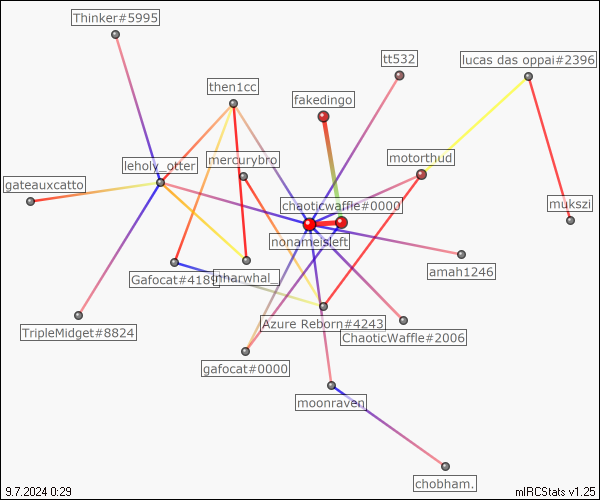 Thinker#5995
tt532
lucas das oppai#2396
then1cc
fakedingo
mercurybro
motorthud
leholy_otter
gateauxcatto
chaoticwaffle#0000
mukszi
nonameisleft
amah1246
Gafocat#4189
mharwhal_
Azure Reborn#4243
TripleMidget#8824
ChaoticWaffle#2006
gafocat#0000
moonraven
chobham.
9.7.2024 0:29
mIRCStats v1.25